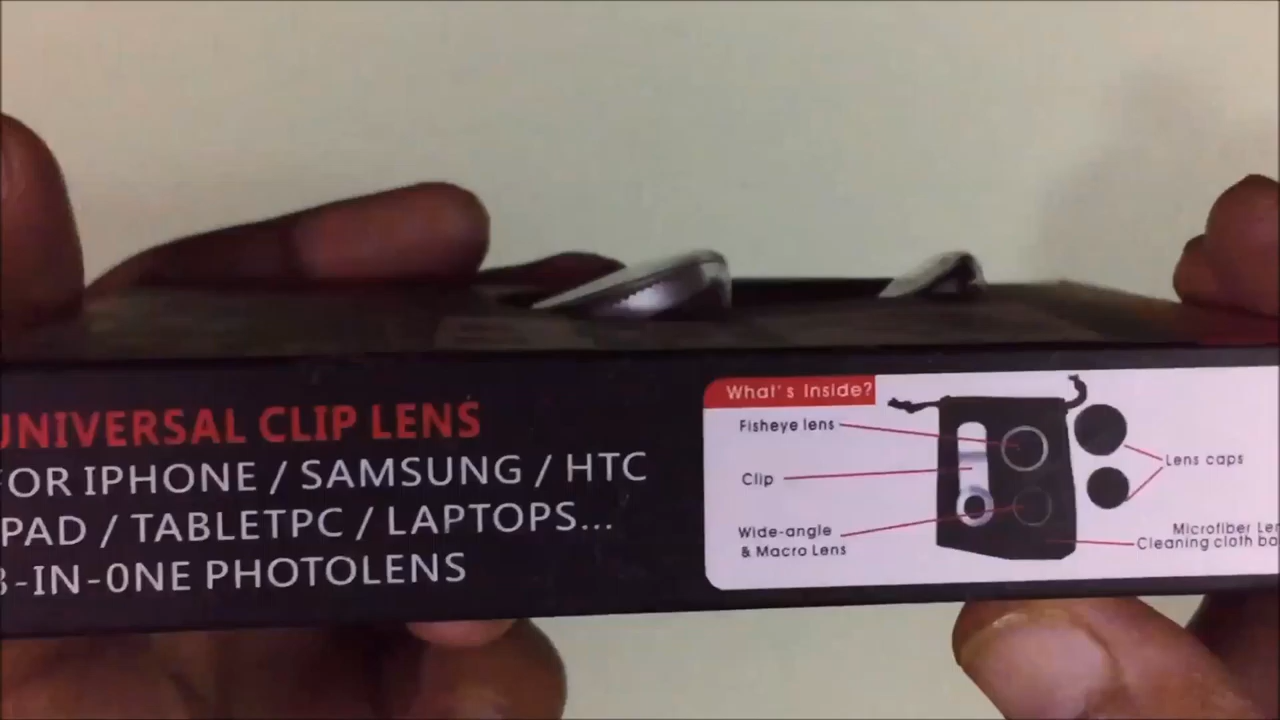 UNIVERSAL CLIP LENS
FOR IPHONE / SAMSUNG / HTC
PAD / TABLETPC / LAPTOPS...
3-IN-0NE PHOTOLENS
What's Inside?
Fisheye lens
Clip
Wide-angle
& Macro Lens
Lens caps
Microfiber Len
Cleaning cloth ba